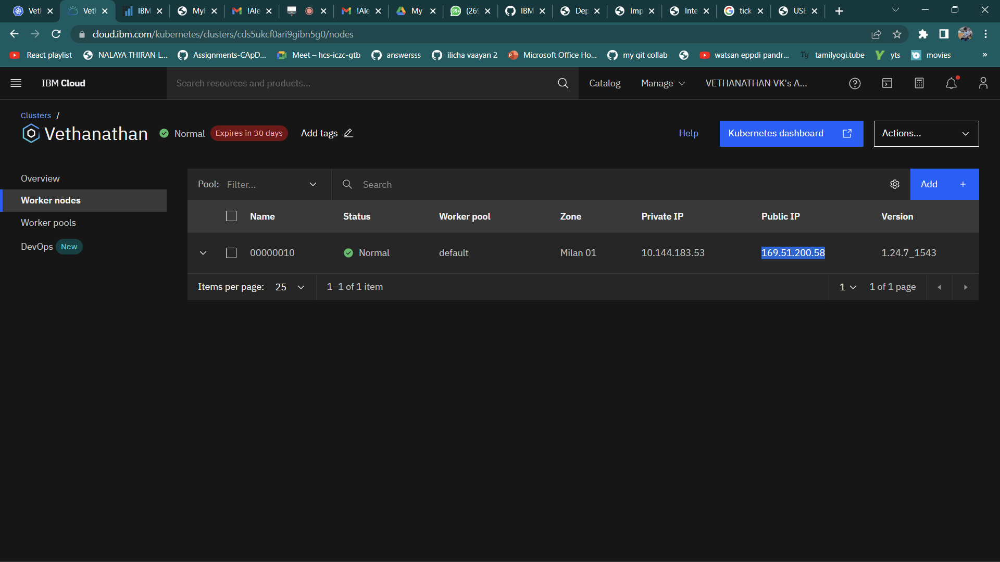 Vetl
Vetl
IBM
MyF
!Ale
!Ale
My
99+
(269
IBM
Dep
Imp
Inte
tick
USE
cloud.ibm.com/kubernetes/clusters/cds5ukcf0ari9gibn5g0/nodes
React playlist NALAYA THIRAN L... Assignments-CApD... Meet – hcs-iczc-gtb answersss ilicha vaayan 2 Microsoft Office Ho... my git collab watsan eppdi pandr... Ty tamilyogi.tube yts movies »
IBM Cloud Search resources and products... Catalog Manage VETHANATHAN VK's A...
Clusters /
Vethanathan Normal Expires in 30 days Add tags Help Kubernetes dashboard Actions...
Overview
Worker nodes
Worker pools
DevOps New
Pool: Filter... Search Add +
Name Status Worker pool Zone Private IP Public IP Version
00000010 Normal default Milan 01 10.144.183.53 169.51.200.58 1.24.7_1543
Items per page: 25 1–1 of 1 item 1 1 of 1 page